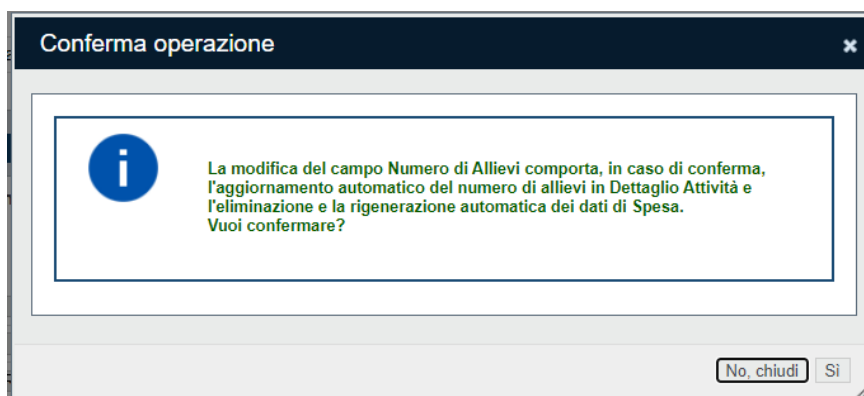 Conferma operazione
La modifica del campo Numero di Allievi comporta, in caso di conferma,
l'aggiornamento automatico del numero di allievi in Dettaglio Attività e
l'eliminazione e la rigenerazione automatica dei dati di Spesa.
Vuoi confermare?
No, chiudi Sì